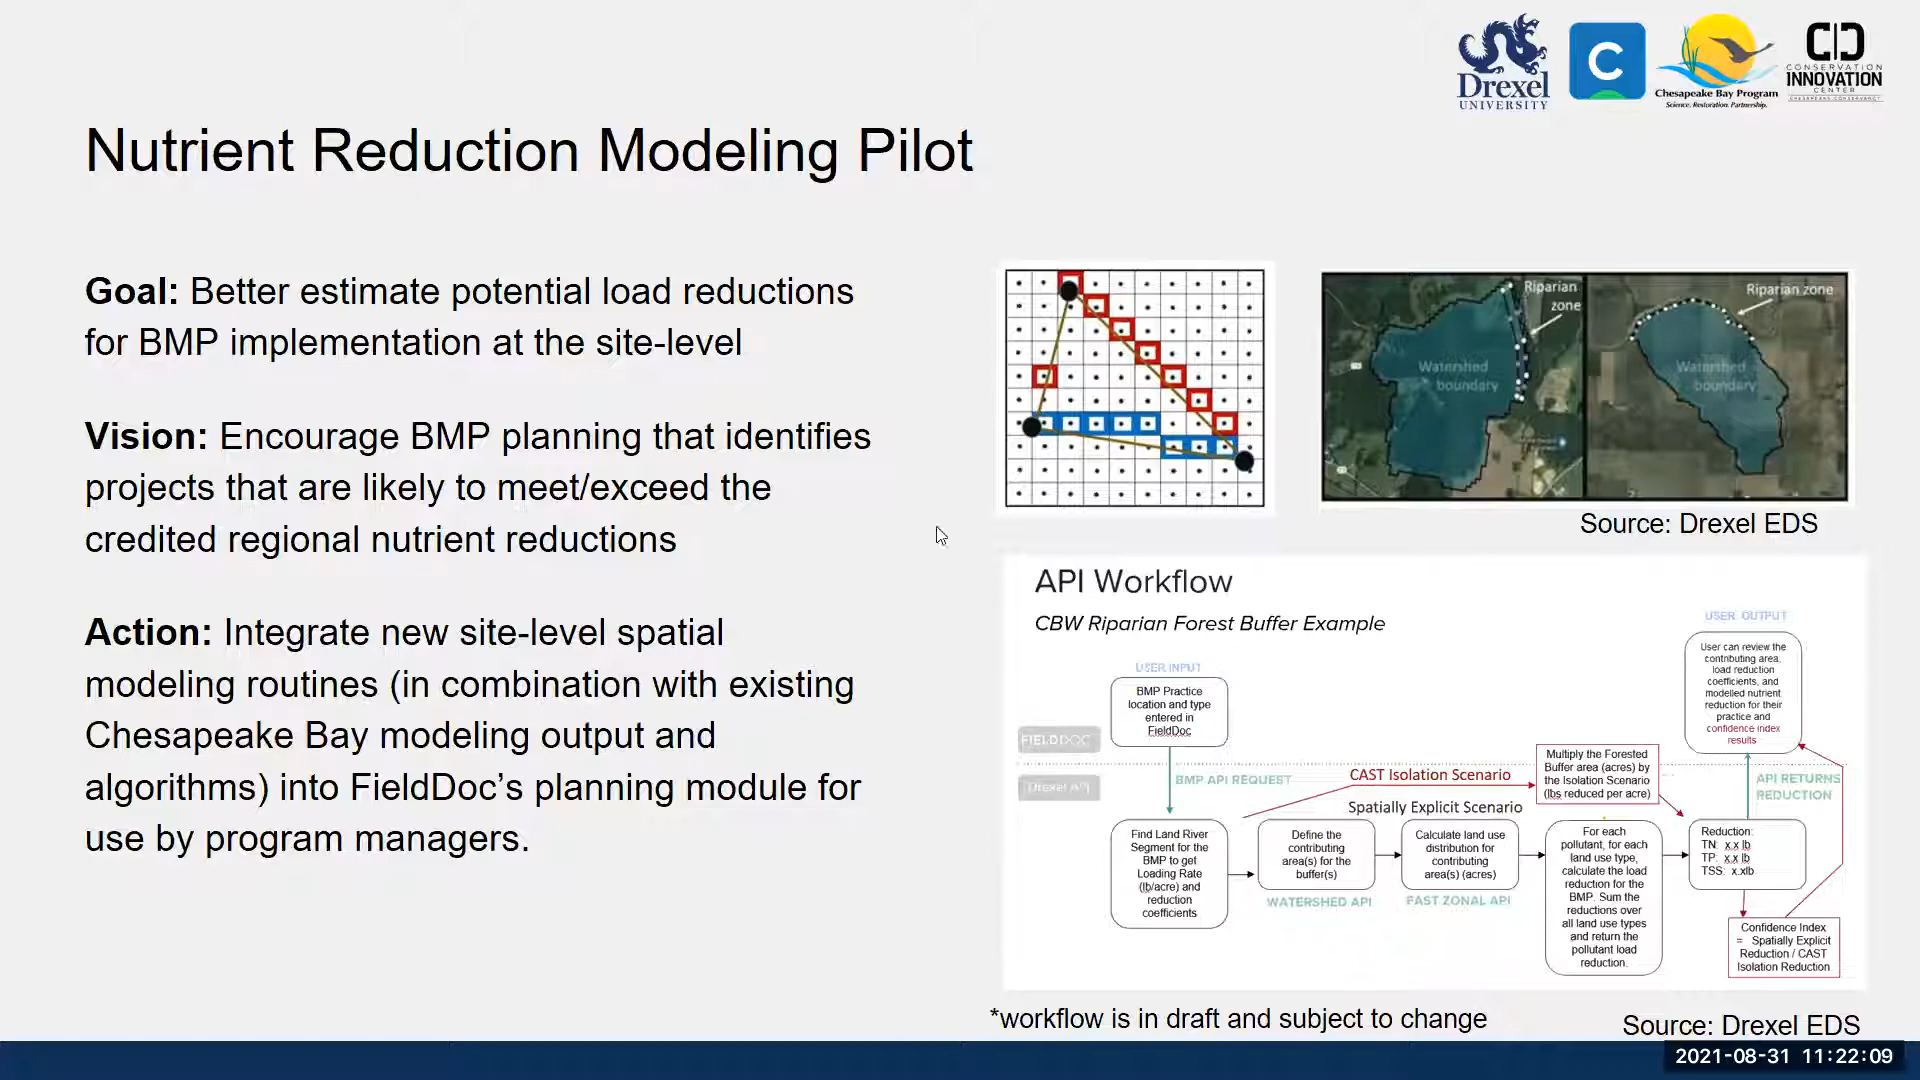 Drexel
UNIVERSITY
C
Chesapeake Bay Program
Science. Restoration. Partnership.
CONSERVATION
INNOVATION
CENTER
CHESAPEAKE CONSERVANCY
Nutrient Reduction Modeling Pilot
Goal: Better estimate potential load reductions
for BMP implementation at the site-level
Vision: Encourage BMP planning that identifies
projects that are likely to meet/exceed the
credited regional nutrient reductions
Action: Integrate new site-level spatial
modeling routines (in combination with existing
Chesapeake Bay modeling output and
algorithms) into FieldDoc’s planning module for
use by program managers.
Riparian
zone
Watershed
boundary
Riparian zone
Watershed
boundary
Source: Drexel EDS
API Workflow
CBW Riparian Forest Buffer Example
USER INPUT
BMP Practice
location and type
entered in
FieldDoc
FIELDDOC
Drexel API
BMP API REQUEST
CAST Isolation Scenario
Spatially Explicit Scenario
Find Land River
Segment for the
BMP to get
Loading Rate
(lb/acre) and
reduction
coefficients
Define the
contributing
area(s) for the
buffer(s)
WATERSHED API
Calculate land use
distribution for
contributing
area(s) (acres)
FAST ZONAL API
Multiply the Forested
Buffer area (acres) by
the Isolation Scenario
(lbs reduced per acre)
For each
pollutant, for each
land use type,
calculate the load
reduction for the
BMP. Sum the
reductions over
all land use types
and return the
pollutant load
reduction.
USER OUTPUT
User can review the
contributing area,
load reduction
coefficients, and
modelled nutrient
reduction for their
practice and
confidence index
results
API RETURNS
REDUCTION
Reduction:
TN: x.x lb
TP: x.x lb
TSS: x.xlb
Confidence Index
= Spatially Explicit
Reduction / CAST
Isolation Reduction
*workflow is in draft and subject to change
Source: Drexel EDS
2021-08-31 11:22:09